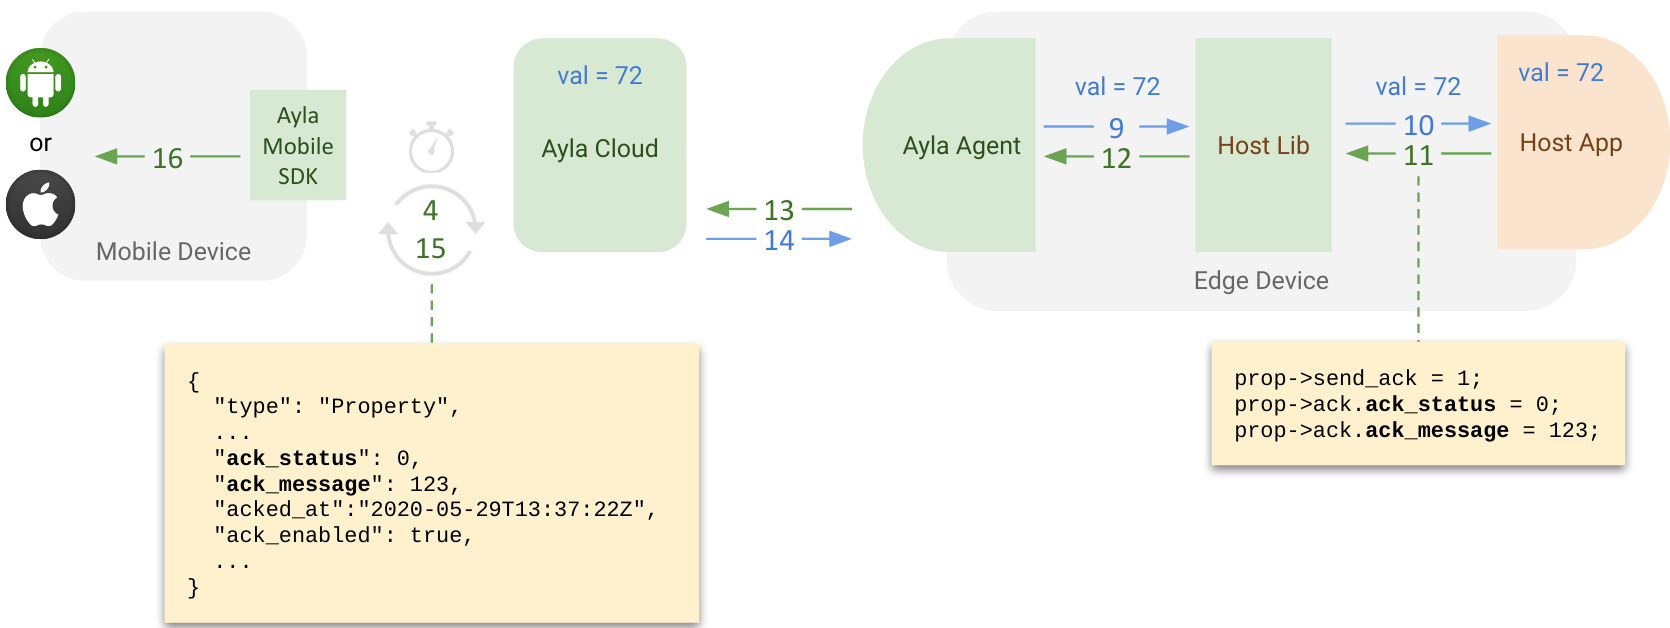 or
16
Ayla
Mobile
SDK
Mobile Device
4
15
val = 72
Ayla Cloud
13
14
Ayla Agent
val = 72
9
12
Host Lib
val = 72
10
11
val = 72
Host App
Edge Device
{
"type": "Property",
...
"ack_status": 0,
"ack_message": 123,
"acked_at":"2020-05-29T13:37:22Z",
"ack_enabled": true,
...
}
prop->send_ack = 1;
prop->ack.ack_status = 0;
prop->ack.ack_message = 123;